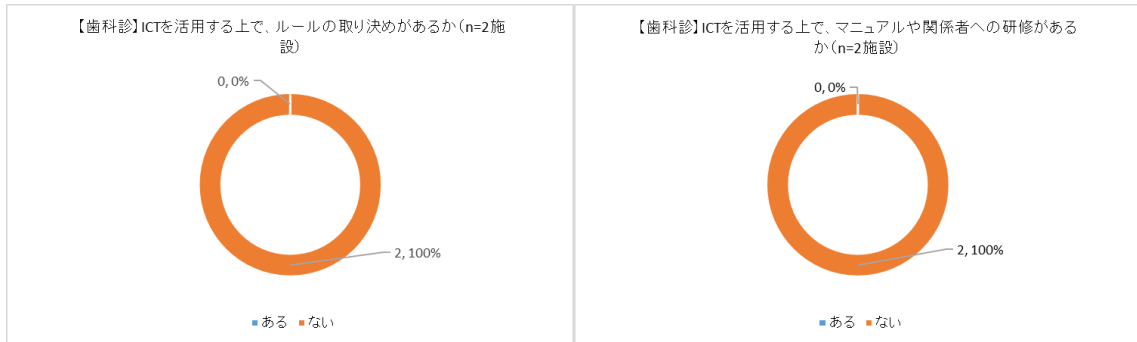 【歯科診】ICTを活用する上で、ルールの取り決めがあるか（n=2施
設）
0, 0%
2, 100%
■ある ■ない
【歯科診】ICTを活用する上で、マニュアルや関係者への研修がある
か（n=2施設）
0, 0%
2, 100%
■ある ■ない